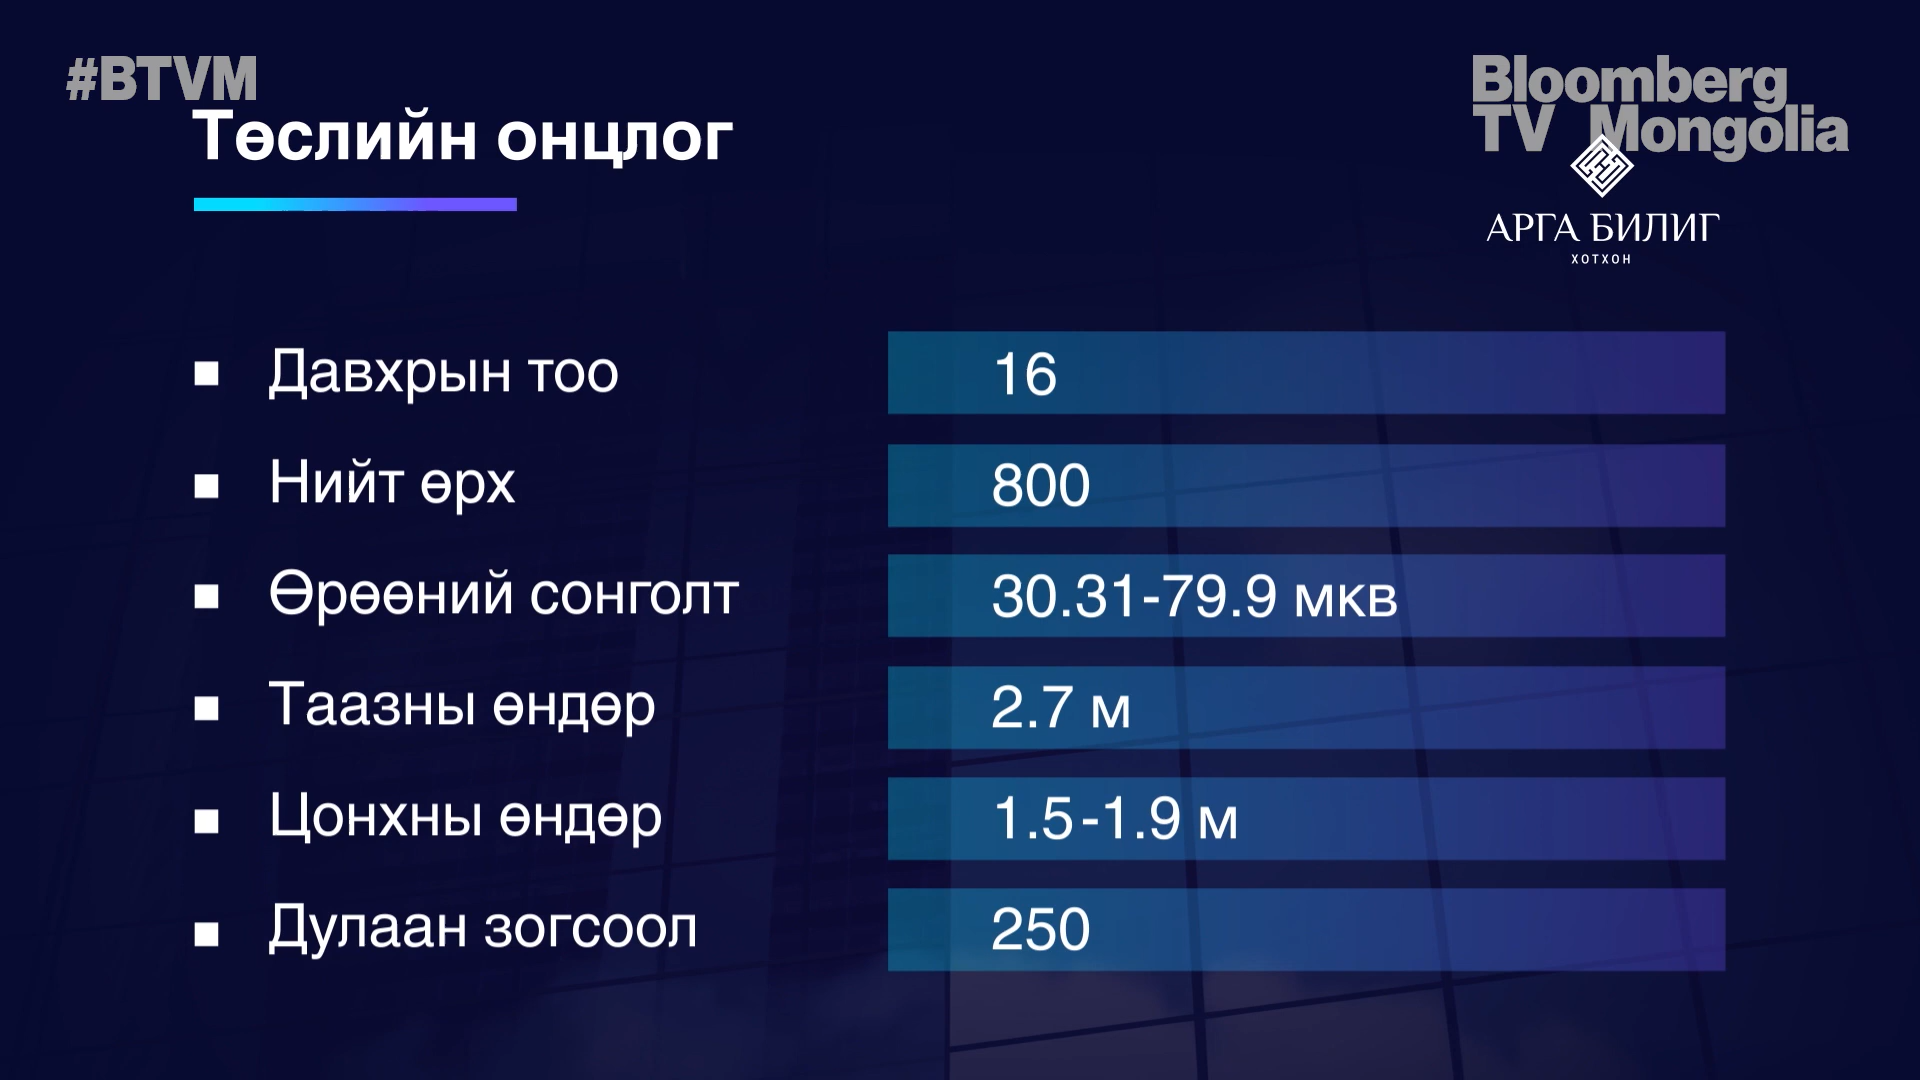 #BTVM
Bloomberg
TV Mongolia
Төслийн онцлог
АРГА БИЛИГ
ХОТХОН
Давхрын тоо 16
Нийт өрх 800
Өрөөний сонголт 30.31-79.9 мкв
Таазны өндөр 2.7 м
Цонхны өндөр 1.5-1.9 м
Дулаан зогсоол 250